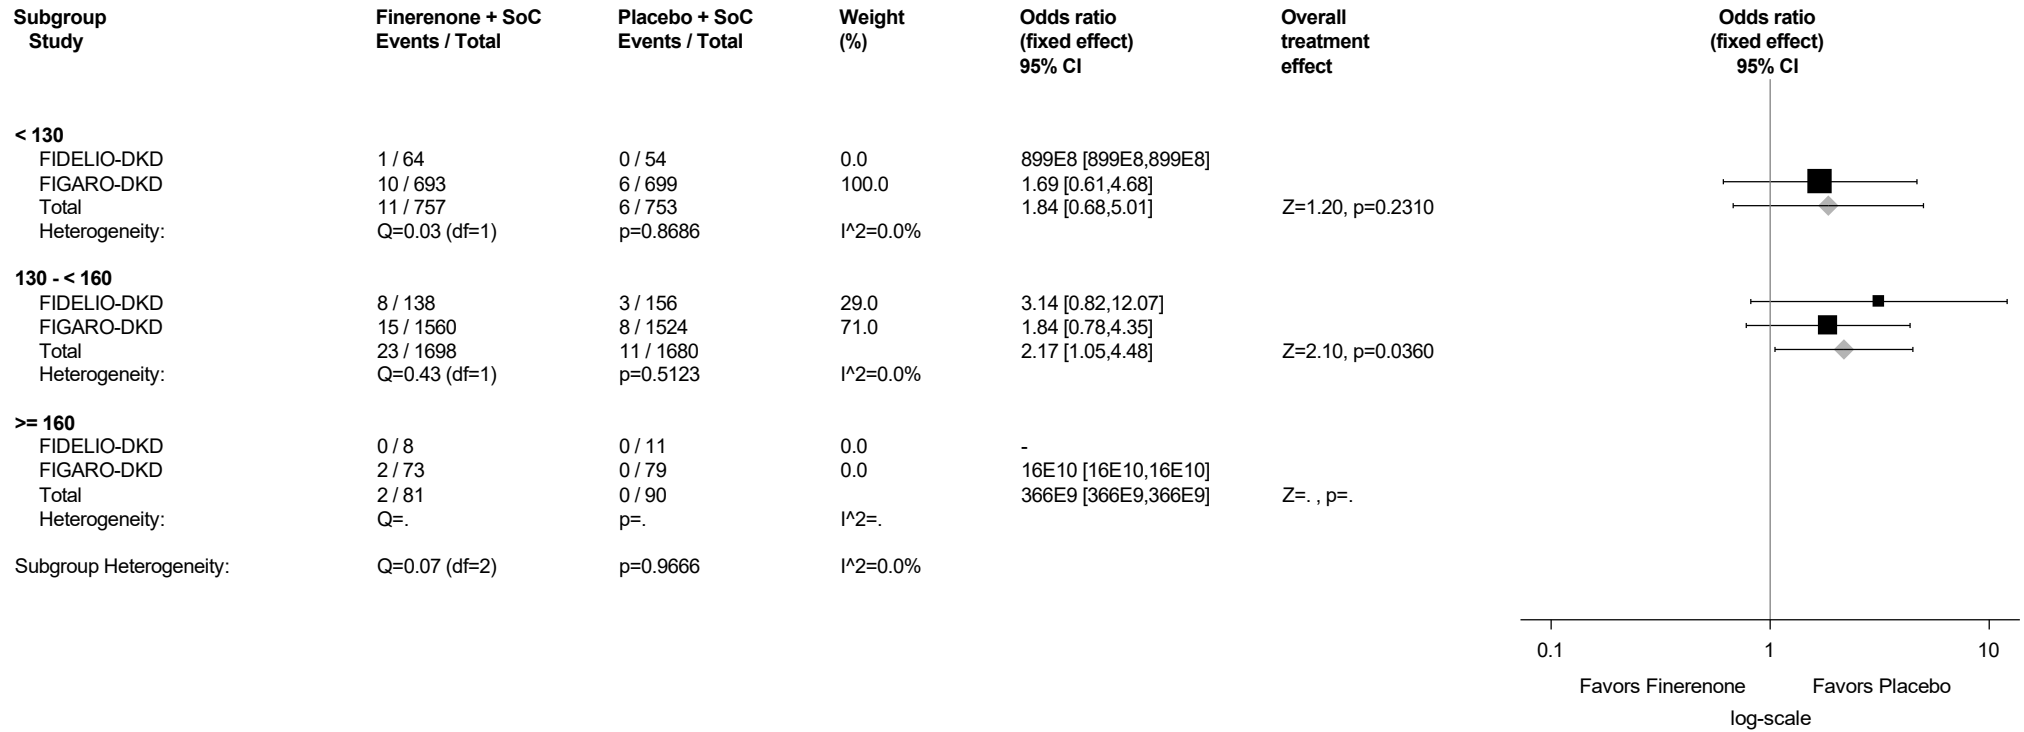 Subgroup Finerenone + SoC Placebo + SoC Weight Odds ratio Overall Odds ratio
Study Events / Total Events / Total (%) (fixed effect) treatment (fixed effect)
95% CI effect 95% CI
< 130
FIDELIO-DKD 1 / 64 0 / 54 0.0 899E8 [899E8,899E8]
FIGARO-DKD 10 / 693 6 / 699 100.0 1.69 [0.61,4.68]
Total 11 / 757 6 / 753 1.84 [0.68,5.01] Z=1.20, p=0.2310
Heterogeneity: Q=0.03 (df=1) p=0.8686 I^2=0.0%
130 - < 160
FIDELIO-DKD 8 / 138 3 / 156 29.0 3.14 [0.82,12.07]
FIGARO-DKD 15 / 1560 8 / 1524 71.0 1.84 [0.78,4.35]
Total 23 / 1698 11 / 1680 2.17 [1.05,4.48] Z=2.10, p=0.0360
Heterogeneity: Q=0.43 (df=1) p=0.5123 I^2=0.0%
>= 160
FIDELIO-DKD 0 / 8 0 / 11 0.0 -
FIGARO-DKD 2 / 73 0 / 79 0.0 16E10 [16E10,16E10]
Total 2 / 81 0 / 90 366E9 [366E9,366E9] Z=. , p=.
Heterogeneity: Q=. p=. I^2=.
Subgroup Heterogeneity: Q=0.07 (df=2) p=0.9666 I^2=0.0%
0.1 1 10
Favors Finerenone Favors Placebo
log-scale